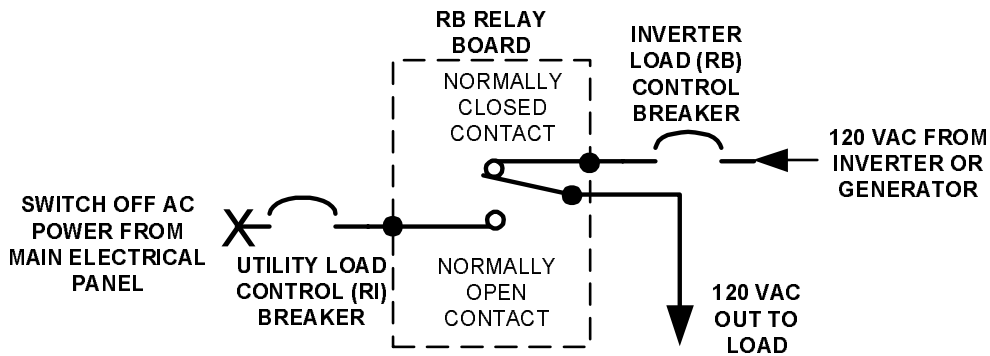 RB RELAY
BOARD
INVERTER
LOAD (RB)
CONTROL
BREAKER
NORMALLY
CLOSED
CONTACT
120 VAC FROM
INVERTER OR
GENERATOR
SWITCH OFF AC
POWER FROM
MAIN ELECTRICAL
PANEL
X
UTILITY LOAD
CONTROL (RI)
BREAKER
NORMALLY
OPEN
CONTACT
120 VAC
OUT TO
LOAD